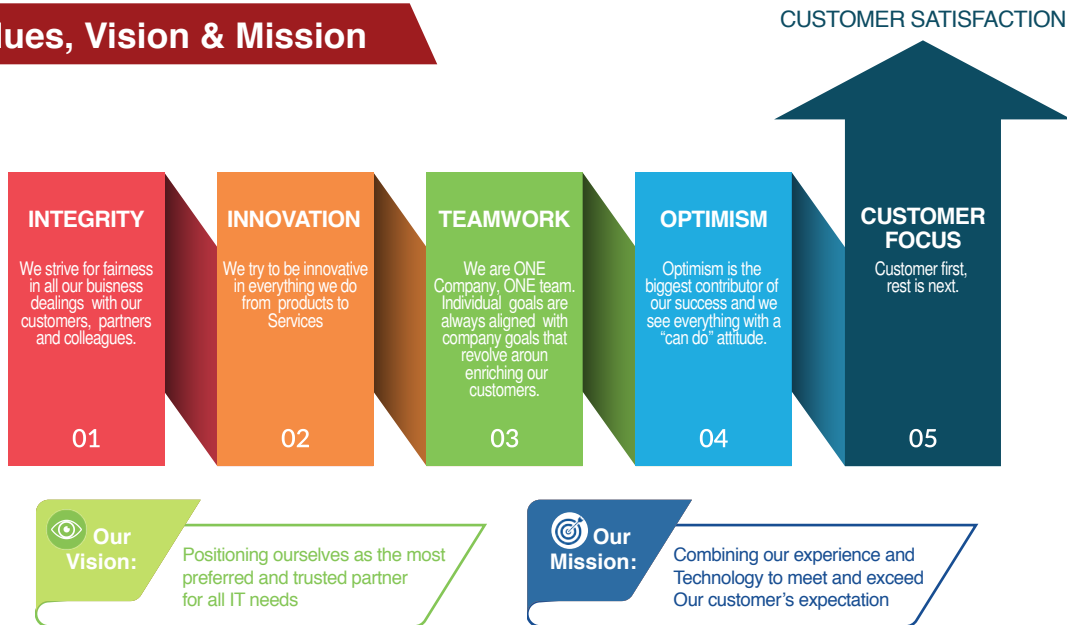 lues, Vision & Mission
CUSTOMER SATISFACTION
INTEGRITY
We strive for fairness
in all our buisness
dealings with our
customers, partners
and colleagues.
01
INNOVATION
We try to be innovative
in everything we do
from products to
Services
02
TEAMWORK
We are ONE
Company, ONE team.
Individual goals are
always aligned with
company goals that
revolve aroun
enriching our
customers.
03
OPTIMISM
Optimism is the
biggest contributor of
our success and we
see everything with a
“can do” attitude.
04
CUSTOMER
FOCUS
Customer first,
rest is next.
05
Our
Vision:
Positioning ourselves as the most
preferred and trusted partner
for all IT needs
Our
Mission:
Combining our experience and
Technology to meet and exceed
Our customer’s expectation